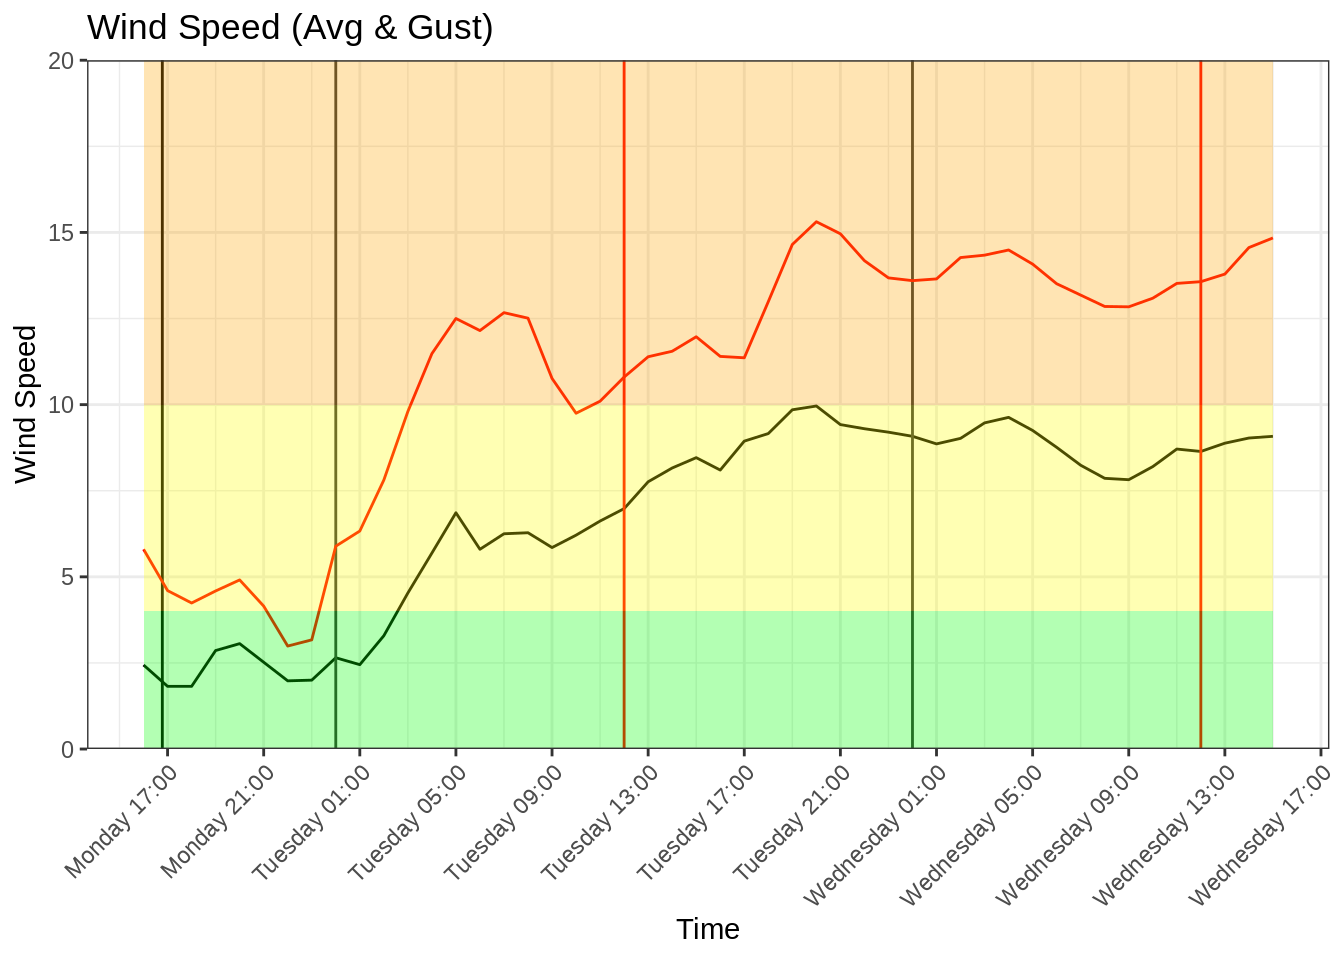 Wind Speed (Avg & Gust)
Wind Speed
20
15
10
5
0
Monday 17:00
Monday 21:00
Tuesday 01:00
Tuesday 05:00
Tuesday 09:00
Tuesday 13:00
Tuesday 17:00
Tuesday 21:00
Wednesday 01:00
Wednesday 05:00
Wednesday 09:00
Wednesday 13:00
Wednesday 17:00
Time